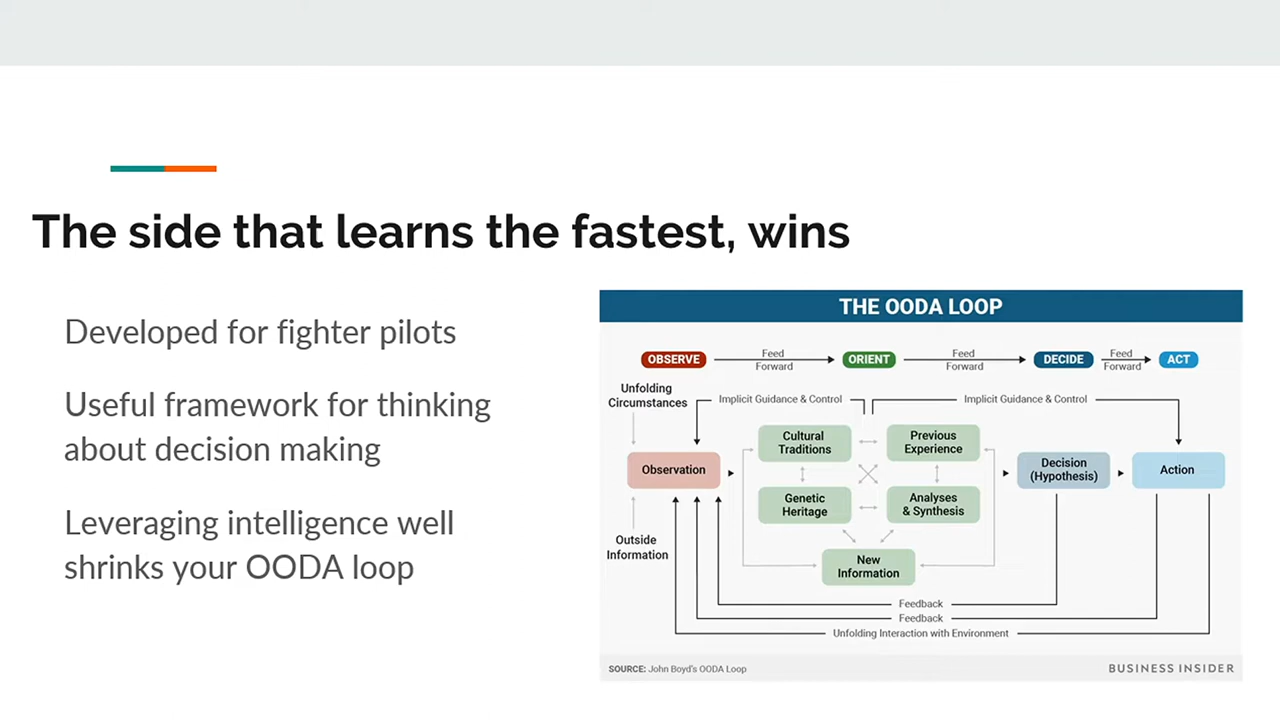 The side that learns the fastest, wins
Developed for fighter pilots
Useful framework for thinking
about decision making
Leveraging intelligence well
shrinks your OODA loop
THE OODA LOOP
OBSERVE
Feed
Forward
ORIENT
Feed
Forward
DECIDE
Feed
Forward
ACT
Unfolding
Circumstances
Implicit Guidance & Control
Implicit Guidance & Control
Cultural
Traditions
Previous
Experience
Observation
Decision
(Hypothesis)
Action
Genetic
Heritage
Analyses
& Synthesis
Outside
Information
New
Information
Feedback
Feedback
Unfolding Interaction with Environment
SOURCE: John Boyd's OODA Loop
BUSINESS INSIDER